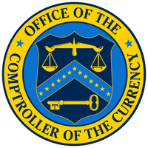 OFFICE OF THE
COMPTROLLER OF THE CURRENCY